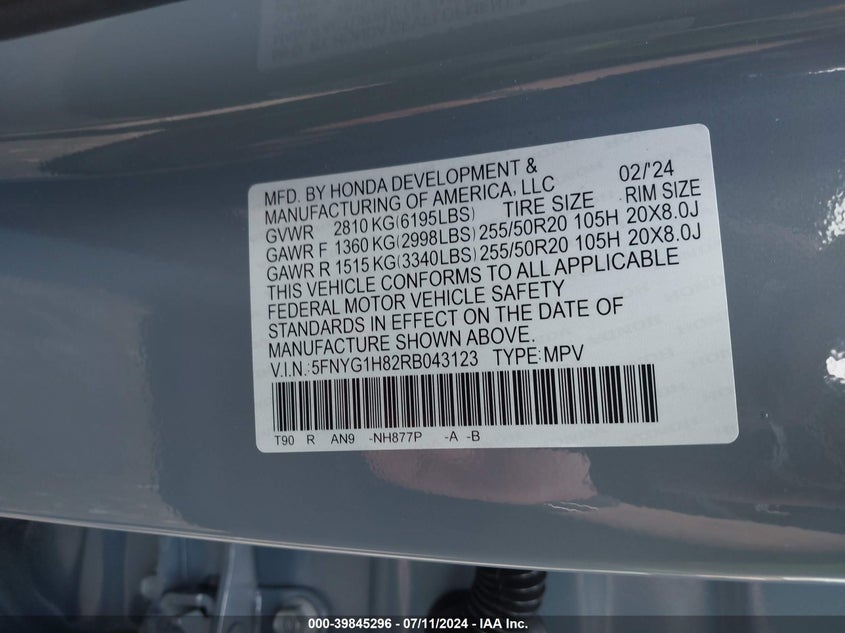 MFD. BY HONDA DEVELOPMENT & 02/'24
MANUFACTURING OF AMERICA, LLC
GVWR 2810 KG(6195LBS) TIRE SIZE RIM SIZE
GAWR F 1360 KG(2998LBS) 255/50R20 105H 20X8.0J
GAWR R 1515 KG(3340LBS) 255/50R20 105H 20X8.0J
THIS VEHICLE CONFORMS TO ALL APPLICABLE
FEDERAL MOTOR VEHICLE SAFETY
STANDARDS IN EFFECT ON THE DATE OF
MANUFACTURE SHOWN ABOVE.
V.I.N.:5FNYG1H82RB043123 TYPE:MPV
T90 R AN9 -NH877P -A -B
000-39845296 - 07/11/2024 - IAA Inc.